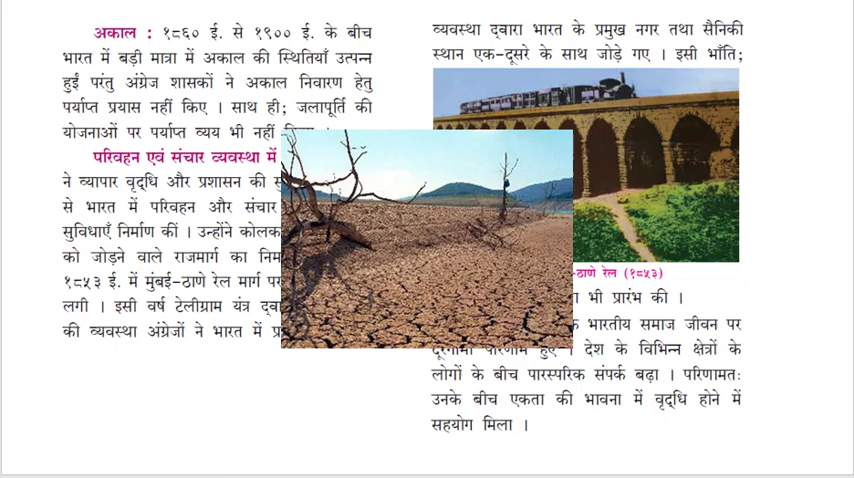 अकाल : १८६० ई. से १९०० ई. के बीच
भारत में बड़ी मात्रा में अकाल की स्थितियाँ उत्पन्न
हुईं परंतु अंग्रेज शासकों ने अकाल निवारण हेतु
पर्याप्त प्रयास नहीं किए । साथ ही; जलापूर्ति की
योजनाओं पर पर्याप्त व्यय भी नहीं
परिवहन एवं संचार व्यवस्था में
ने व्यापार वृद्धि और प्रशासन की
से भारत में परिवहन और संचार
सुविधाएँ निर्माण कीं । उन्होंने
को जोड़ने वाले राजमार्ग का
१८५३ ई. में मुंबई-ठाणे रेल मार्ग पर
लगी । इसी वर्ष टेलीग्राम यंत्र
की व्यवस्था अंग्रेजों ने भारत में
व्यवस्था द्वारा भारत के प्रमुख नगर तथा सैनिकी
स्थान एक-दूसरे के साथ जोड़े गए । इसी भाँति;
-ठाणे रेल (१८५३)
भी प्रारंभ की ।
भारतीय समाज जीवन पर
दूरगामी परिणाम हुए । देश के विभिन्न क्षेत्रों के
लोगों के बीच पारस्परिक संपर्क बढ़ा । परिणामतः
उनके बीच एकता की भावना में वृद्धि होने में
सहयोग मिला ।